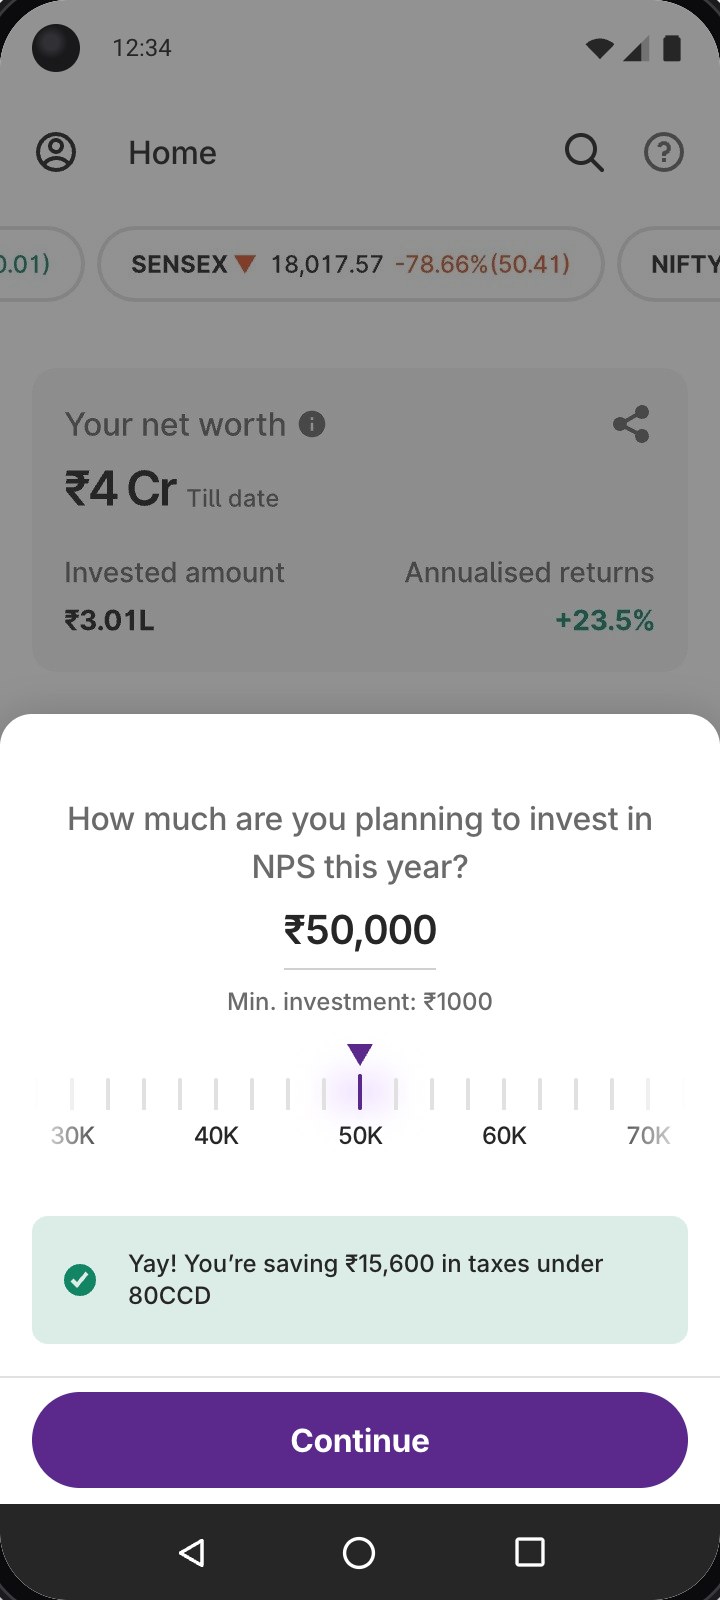 12:34
Home
0.01)
SENSEX ▼ 18,017.57 -78.66%(50.41)
NIFTY
Your net worth
₹4 Cr Till date
Invested amount Annualised returns
₹3.01L +23.5%
How much are you planning to invest in
NPS this year?
₹50,000
Min. investment: ₹1000
30K 40K 50K 60K 70K
Yay! You’re saving ₹15,600 in taxes under
80CCD
Continue